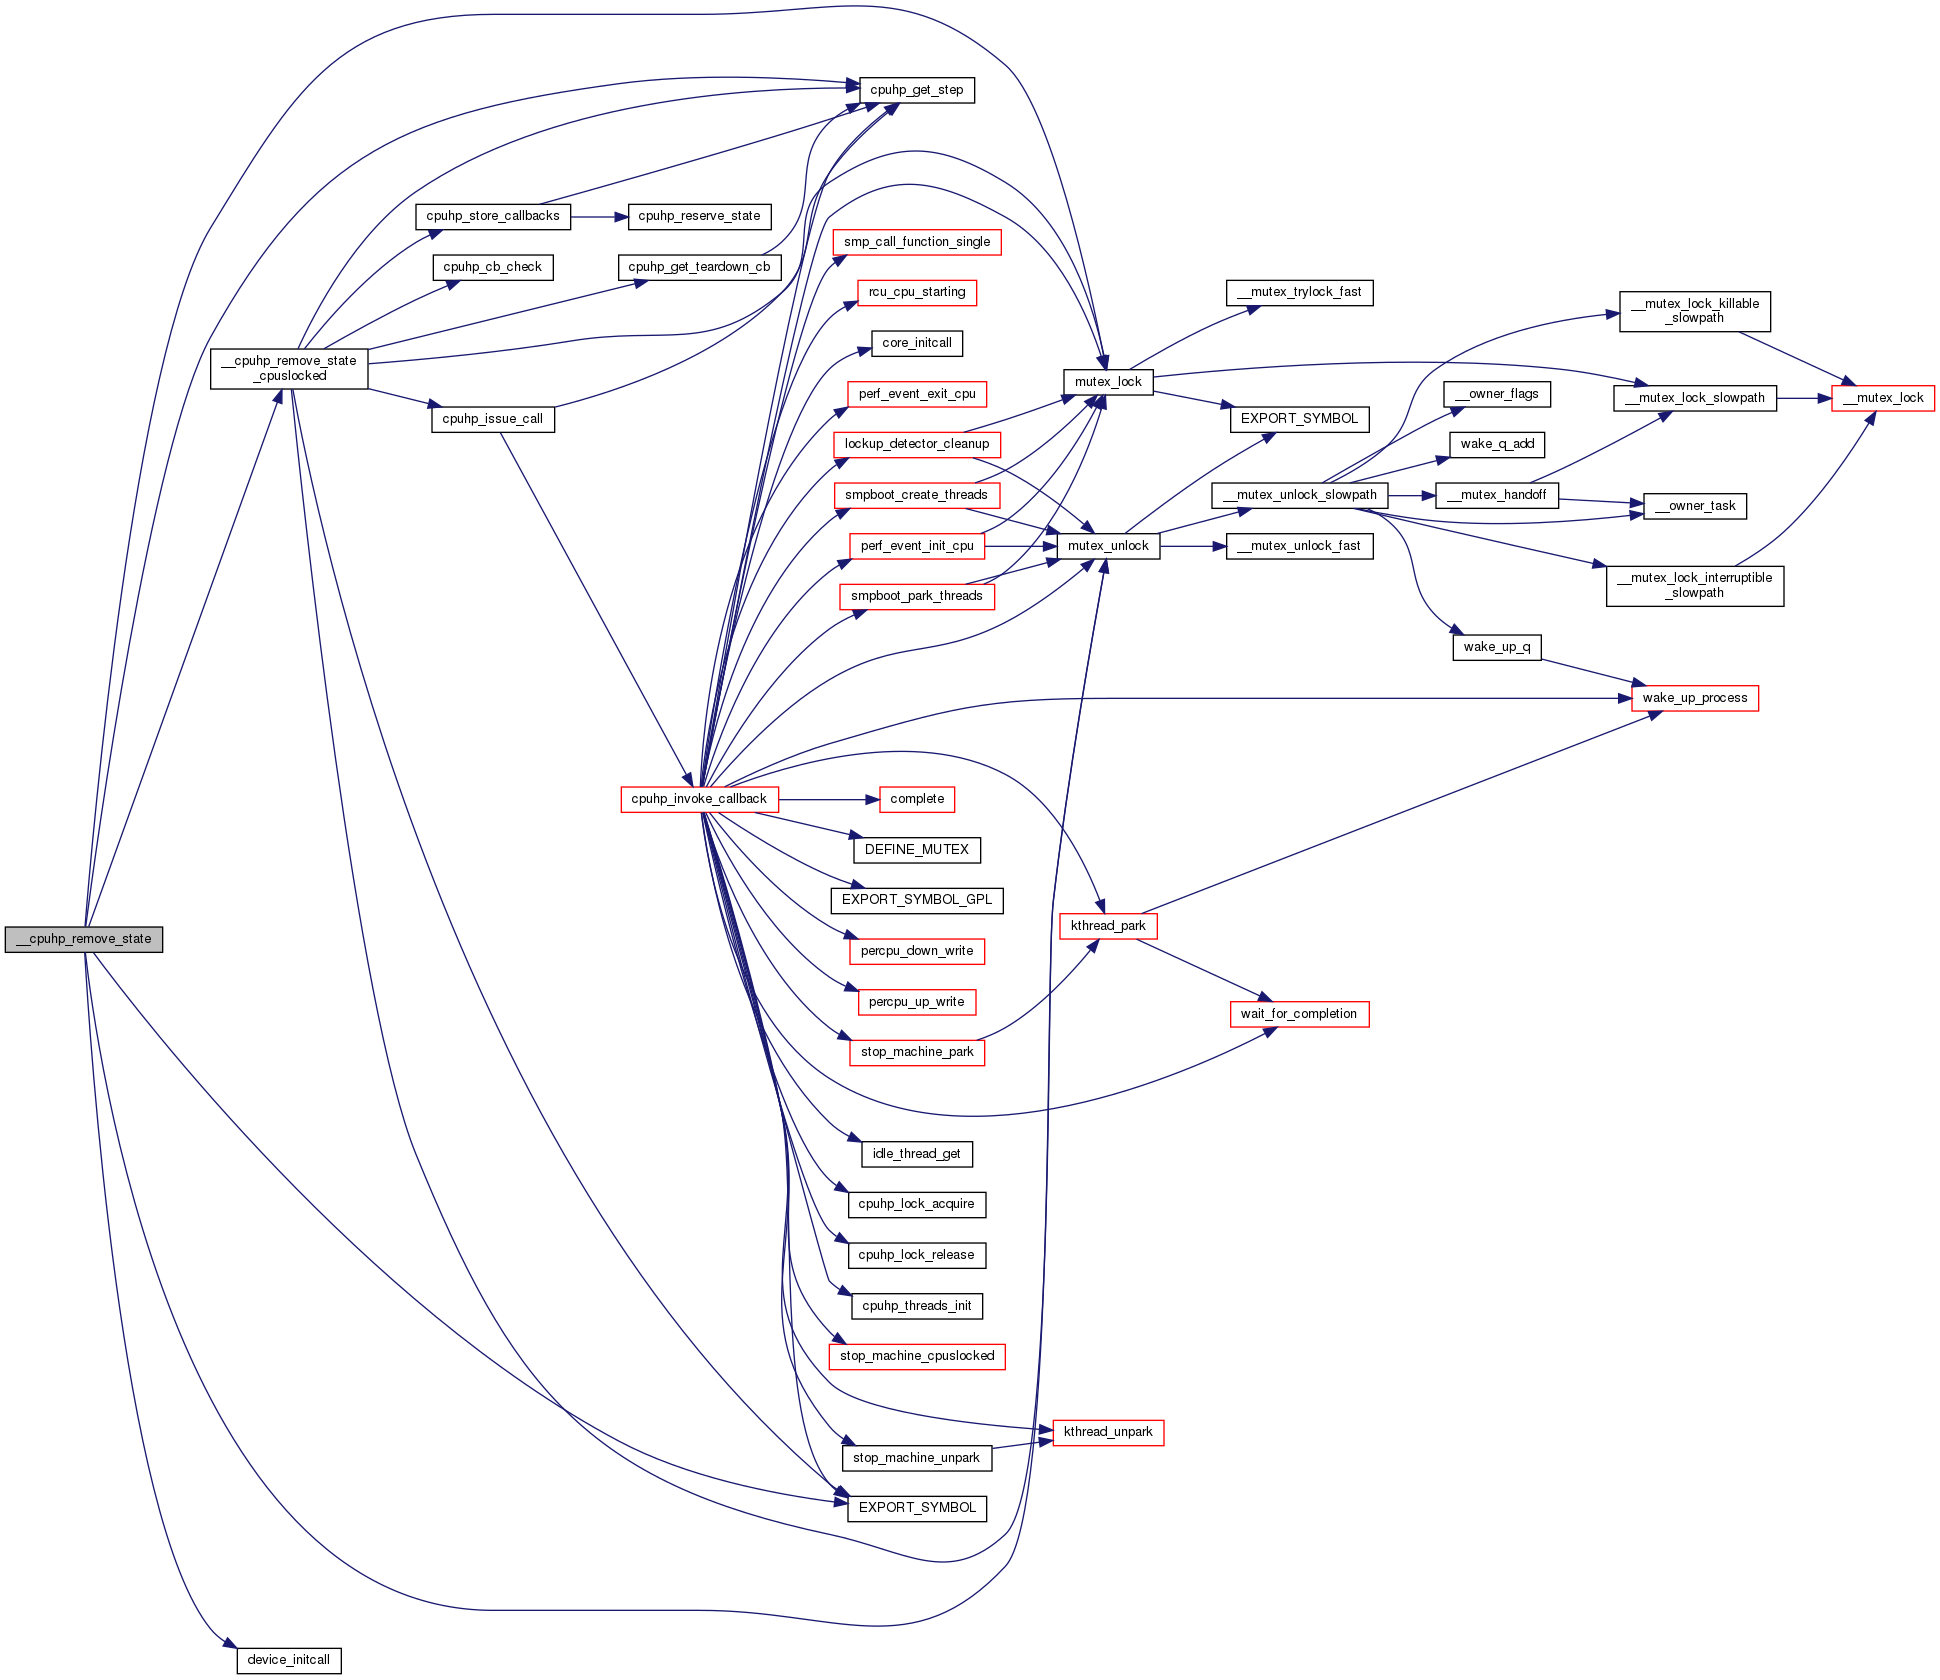 cpuhp_get_step
cpuhp_store_callbacks
cpuhp_reserve_state
smp_call_function_single
cpuhp_cb_check
cpuhp_get_teardown_cb
rcu_cpu_starting
__mutex_trylock_fast
__mutex_lock_killable
_slowpath
core_initcall
__cpuhp_remove_state
_cpuslocked
mutex_lock
perf_event_exit_cpu
__owner_flags
__mutex_lock_slowpath
__mutex_lock
cpuhp_issue_call
EXPORT_SYMBOL
lockup_detector_cleanup
wake_q_add
smpboot_create_threads
__mutex_unlock_slowpath
__mutex_handoff
__owner_task
perf_event_init_cpu
mutex_unlock
__mutex_unlock_fast
__mutex_lock_interruptible
_slowpath
smpboot_park_threads
wake_up_q
wake_up_process
cpuhp_invoke_callback
complete
DEFINE_MUTEX
EXPORT_SYMBOL_GPL
kthread_park
__cpuhp_remove_state
percpu_down_write
percpu_up_write
wait_for_completion
stop_machine_park
idle_thread_get
cpuhp_lock_acquire
cpuhp_lock_release
cpuhp_threads_init
stop_machine_cpuslocked
kthread_unpark
stop_machine_unpark
EXPORT_SYMBOL
device_initcall